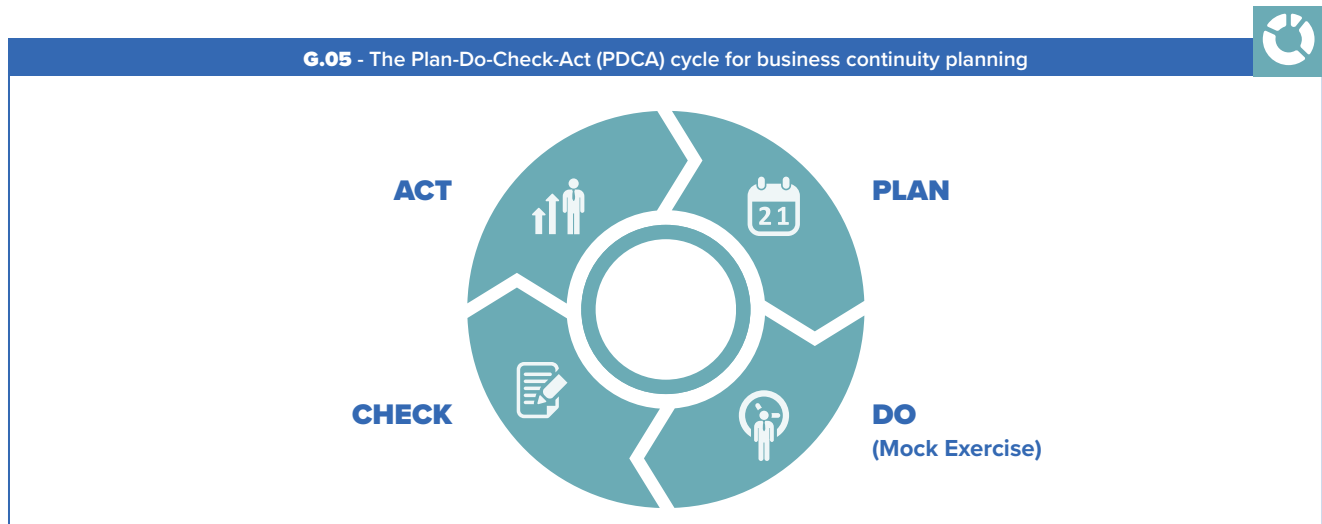 G.05 - The Plan-Do-Check-Act (PDCA) cycle for business continuity planning
ACT
PLAN
21
CHECK
DO
(Mock Exercise)